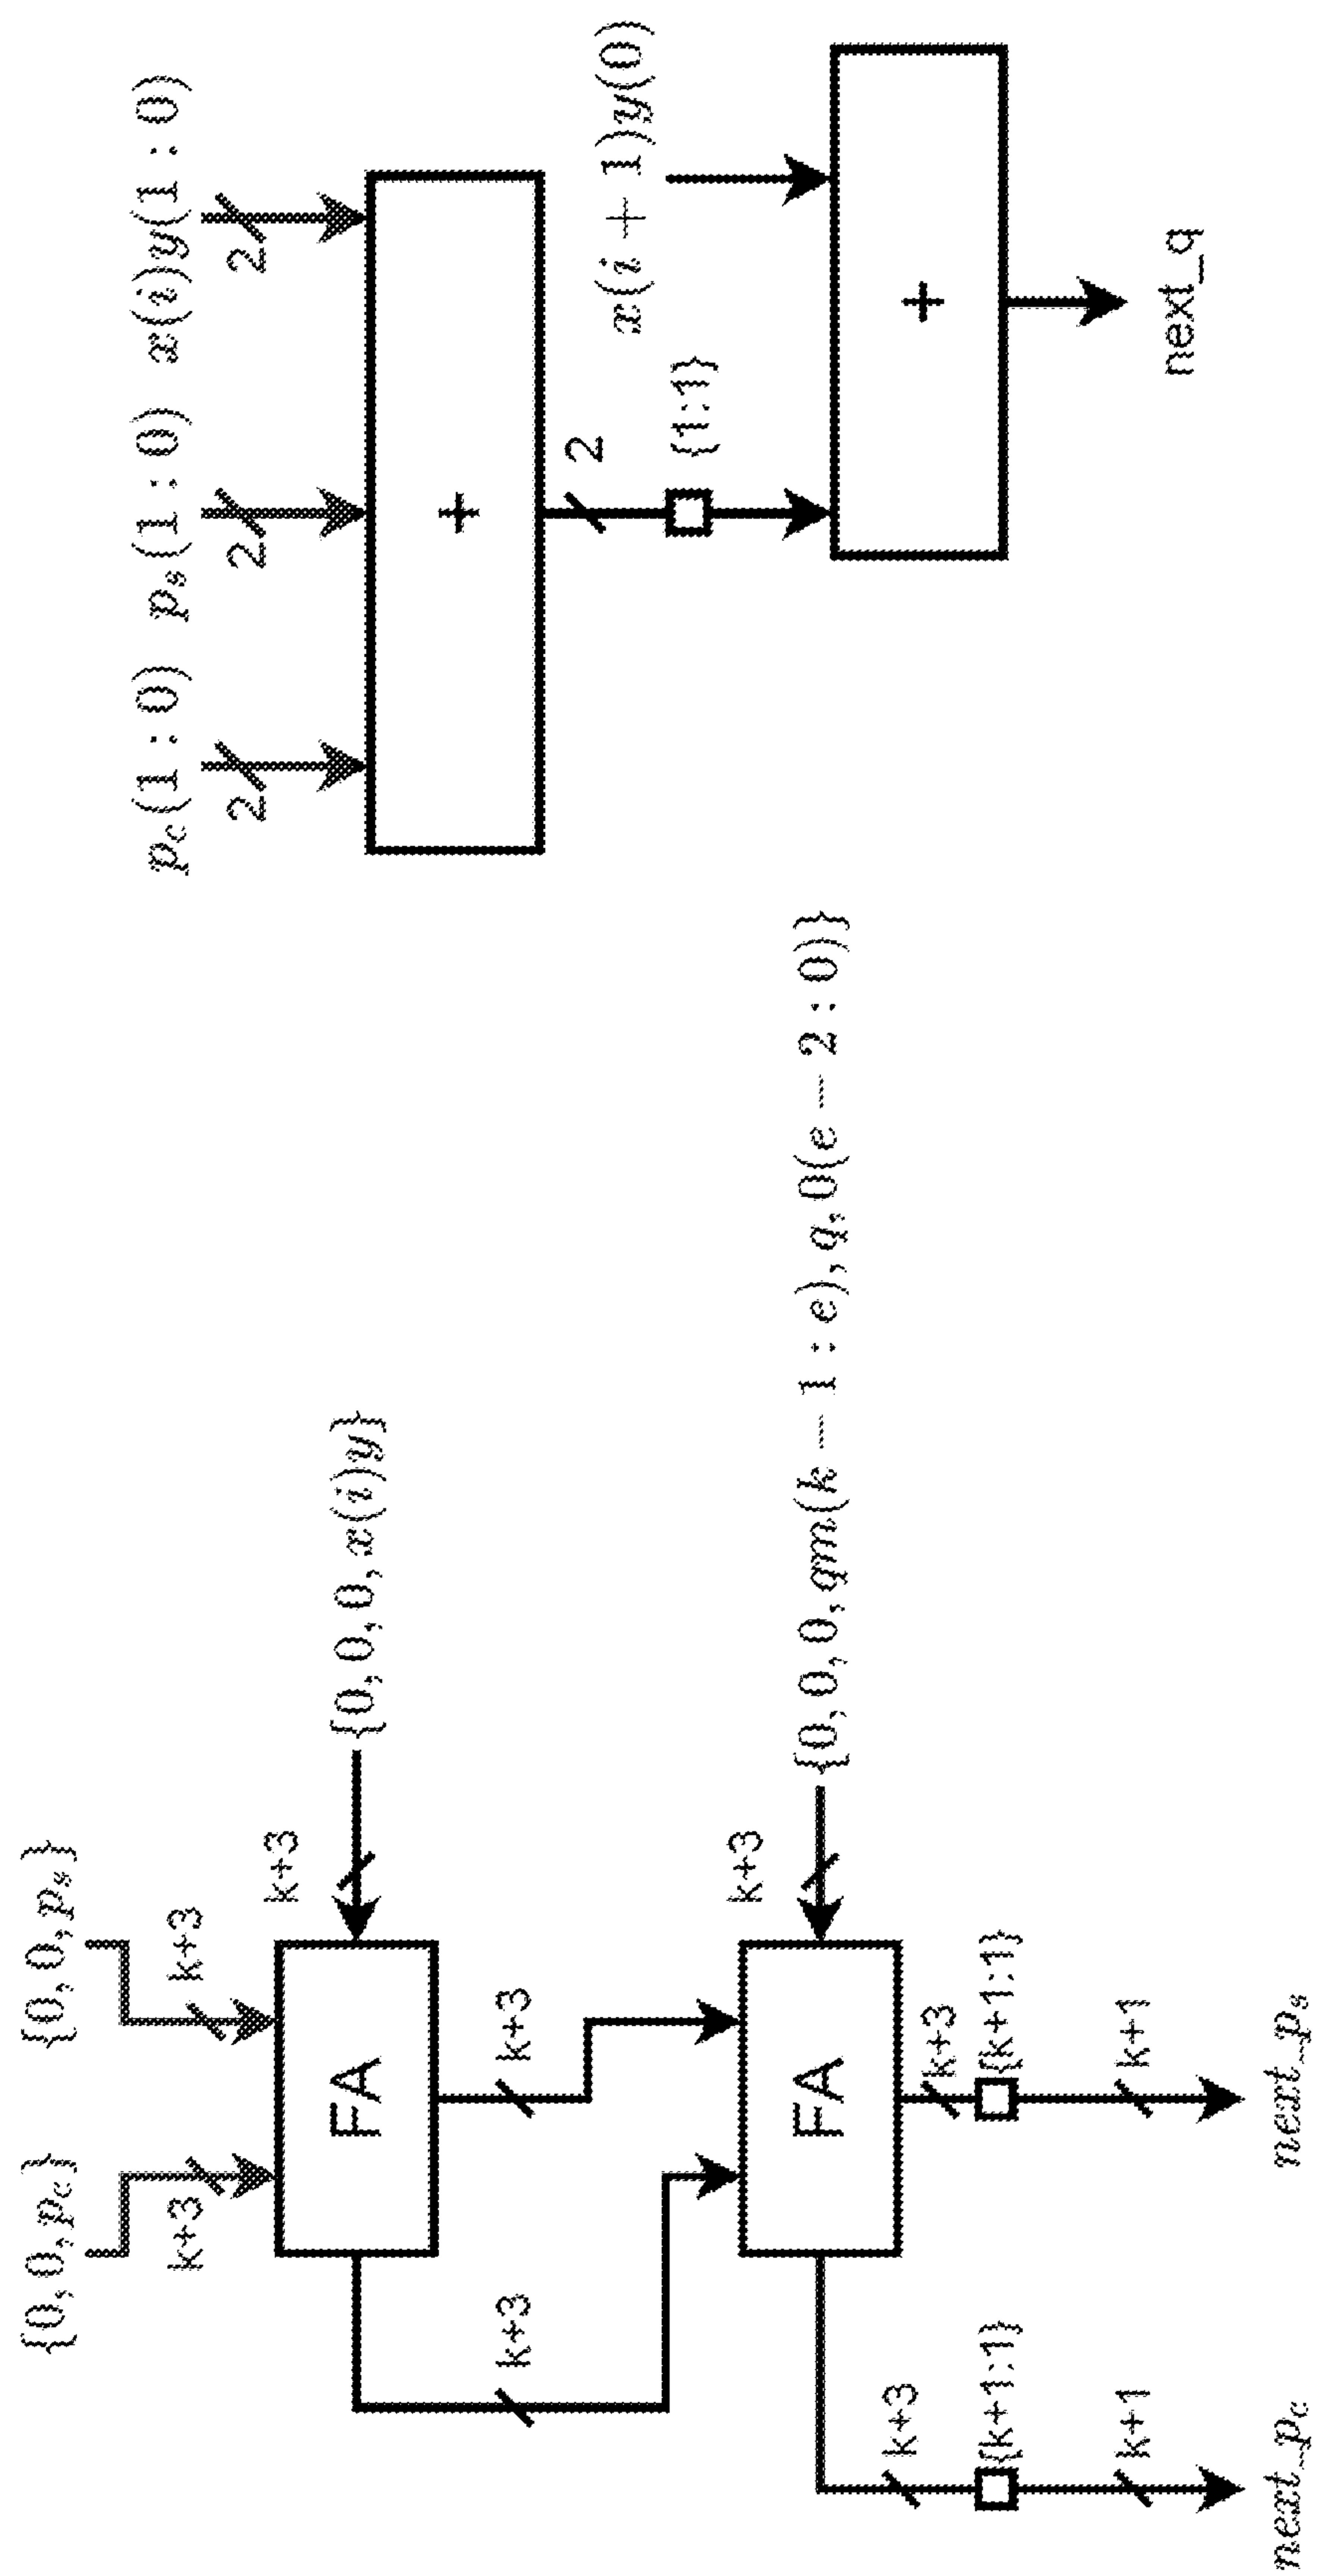 {0, 0, p_c} {0, 0, p_s}
k+3 k+3
k+3 {0, 0, 0, x(i)y}
FA
k+3 k+3
k+3 {0, 0, 0, qm(k − 1 : e), q, 0(e − 2 : 0)}
FA
k+3 k+3
{k+1:1} {k+1:1}
k+1 k+1
next_p_c next_p_s
p_c(1 : 0) p_s(1 : 0) x(i)y(1 : 0)
2 2 2
+
2
{1:1} x(i + 1)y(0)
+
next_q